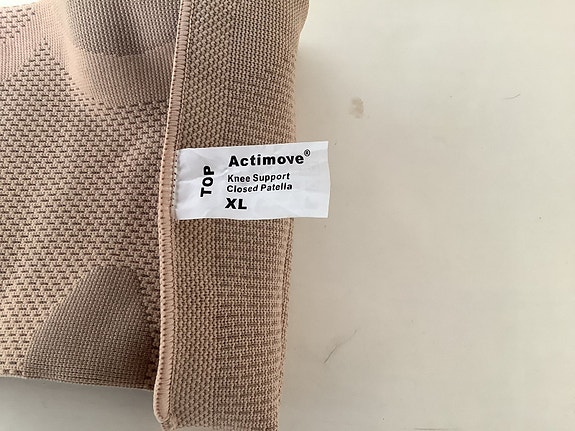 TOP
Actimove®
Knee Support
Closed Patella
XL